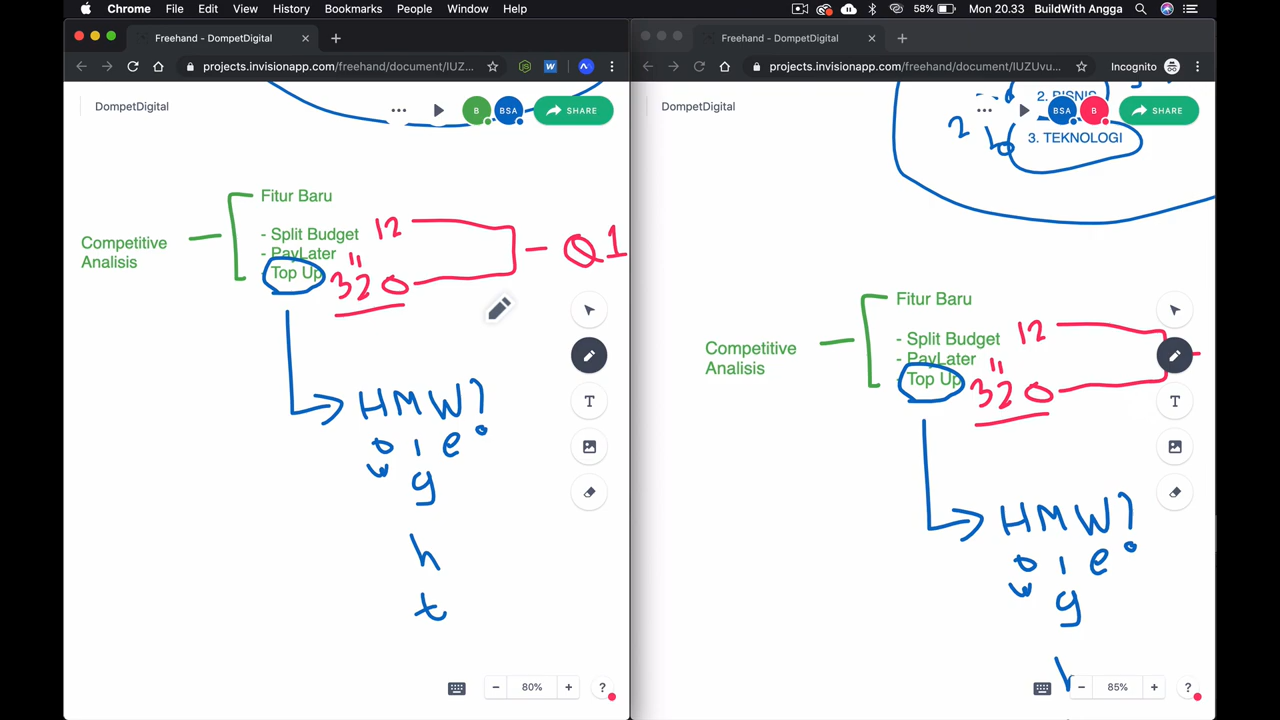 Chrome File Edit View History Bookmarks People Window Help 58% Mon 20.33 BuildWith Angga
Freehand - DompetDigital
projects.invisionapp.com/freehand/document/IUZ...
DompetDigital
B BSA SHARE
Fitur Baru
Competitive
Analisis
- Split Budget 12
- PayLater "
- Top Up 320
Q1
HMW?
o i e
w g
h
t
T
80%
?
Freehand - DompetDigital
projects.invisionapp.com/freehand/document/IUZUvu... Incognito
DompetDigital
BSA B SHARE
2. BISNIS
2
3. TEKNOLOGI
Fitur Baru
Competitive
Analisis
- Split Budget 12
- PayLater "
- Top Up 320
HMW?
o i e
w g
h
T
85%
?